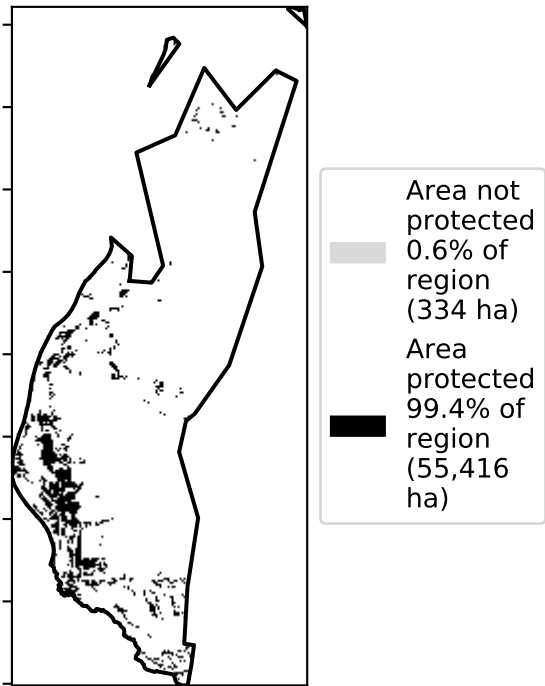 Area not
protected
0.6% of
region
(334 ha)
Area
protected
99.4% of
region
(55,416
ha)